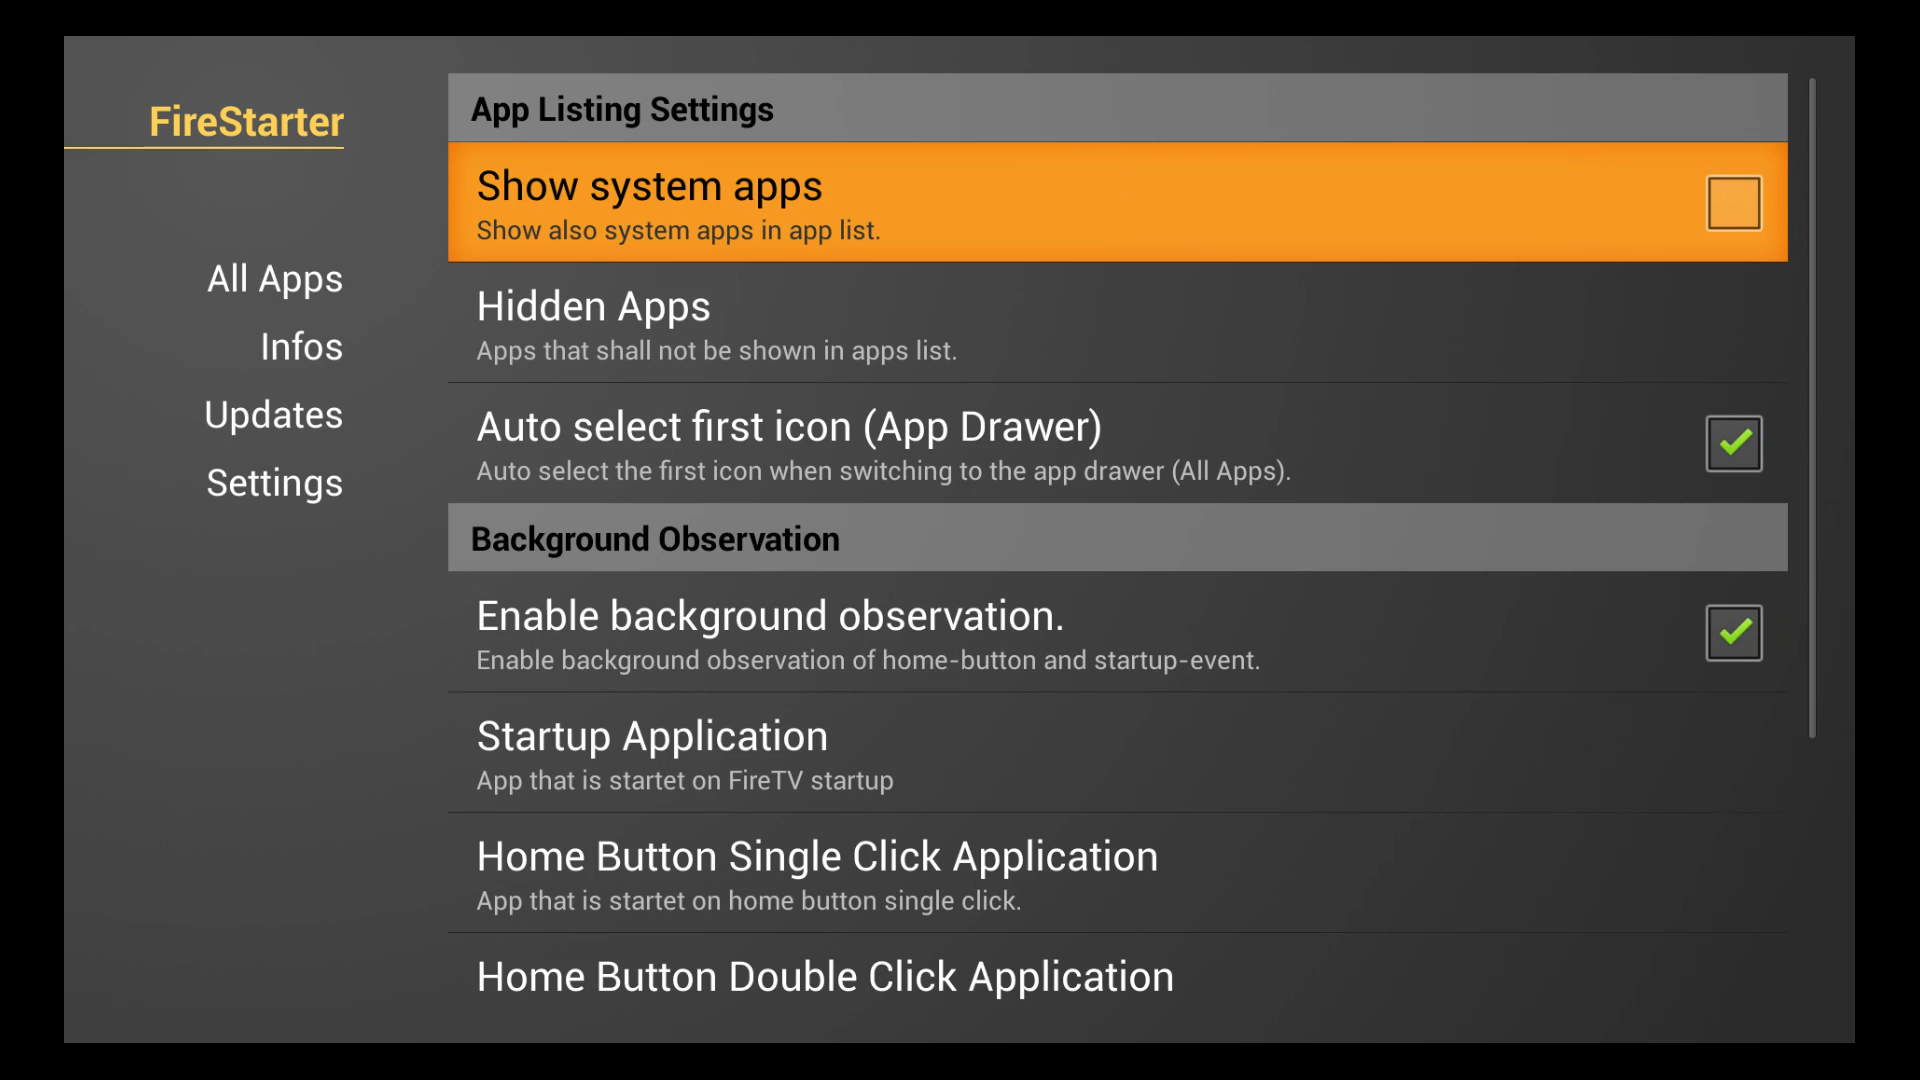 FireStarter
All Apps
Infos
Updates
Settings
App Listing Settings
Show system apps
Show also system apps in app list.
Hidden Apps
Apps that shall not be shown in apps list.
Auto select first icon (App Drawer)
Auto select the first icon when switching to the app drawer (All Apps).
Background Observation
Enable background observation.
Enable background observation of home-button and startup-event.
Startup Application
App that is startet on FireTV startup
Home Button Single Click Application
App that is startet on home button single click.
Home Button Double Click Application